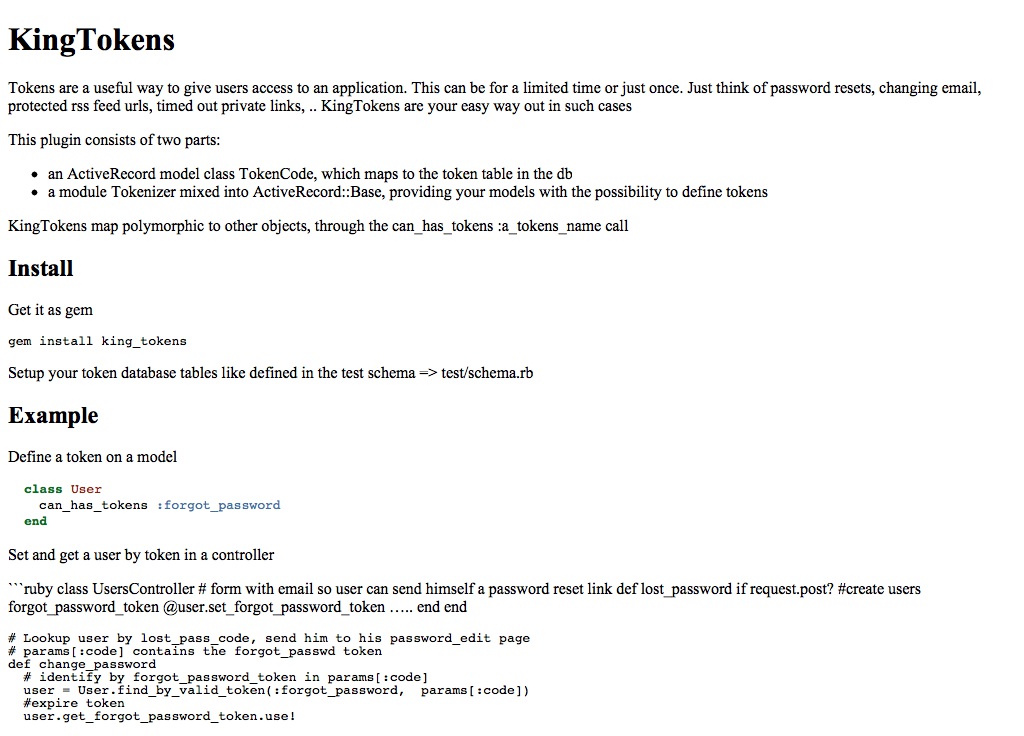 KingTokens
Tokens are a useful way to give users access to an application. This can be for a limited time or just once. Just think of password resets, changing email,
protected rss feed urls, timed out private links, .. KingTokens are your easy way out in such cases
This plugin consists of two parts:
• an ActiveRecord model class TokenCode, which maps to the token table in the db
• a module Tokenizer mixed into ActiveRecord::Base, providing your models with the possibility to define tokens
KingTokens map polymorphic to other objects, through the can_has_tokens :a_tokens_name call
Install
Get it as gem
gem install king_tokens
Setup your token database tables like defined in the test schema => test/schema.rb
Example
Define a token on a model
class User
can_has_tokens :forgot_password
end
Set and get a user by token in a controller
```ruby class UsersController # form with email so user can send himself a password reset link def lost_password if request.post? #create users
forgot_password_token @user.set_forgot_password_token ….. end end
# Lookup user by lost_pass_code, send him to his password_edit page
# params[:code] contains the forgot_passwd token
def change_password
# identify by forgot_password_token in params[:code]
user = User.find_by_valid_token(:forgot_password,  params[:code])
#expire token
user.get_forgot_password_token.use!